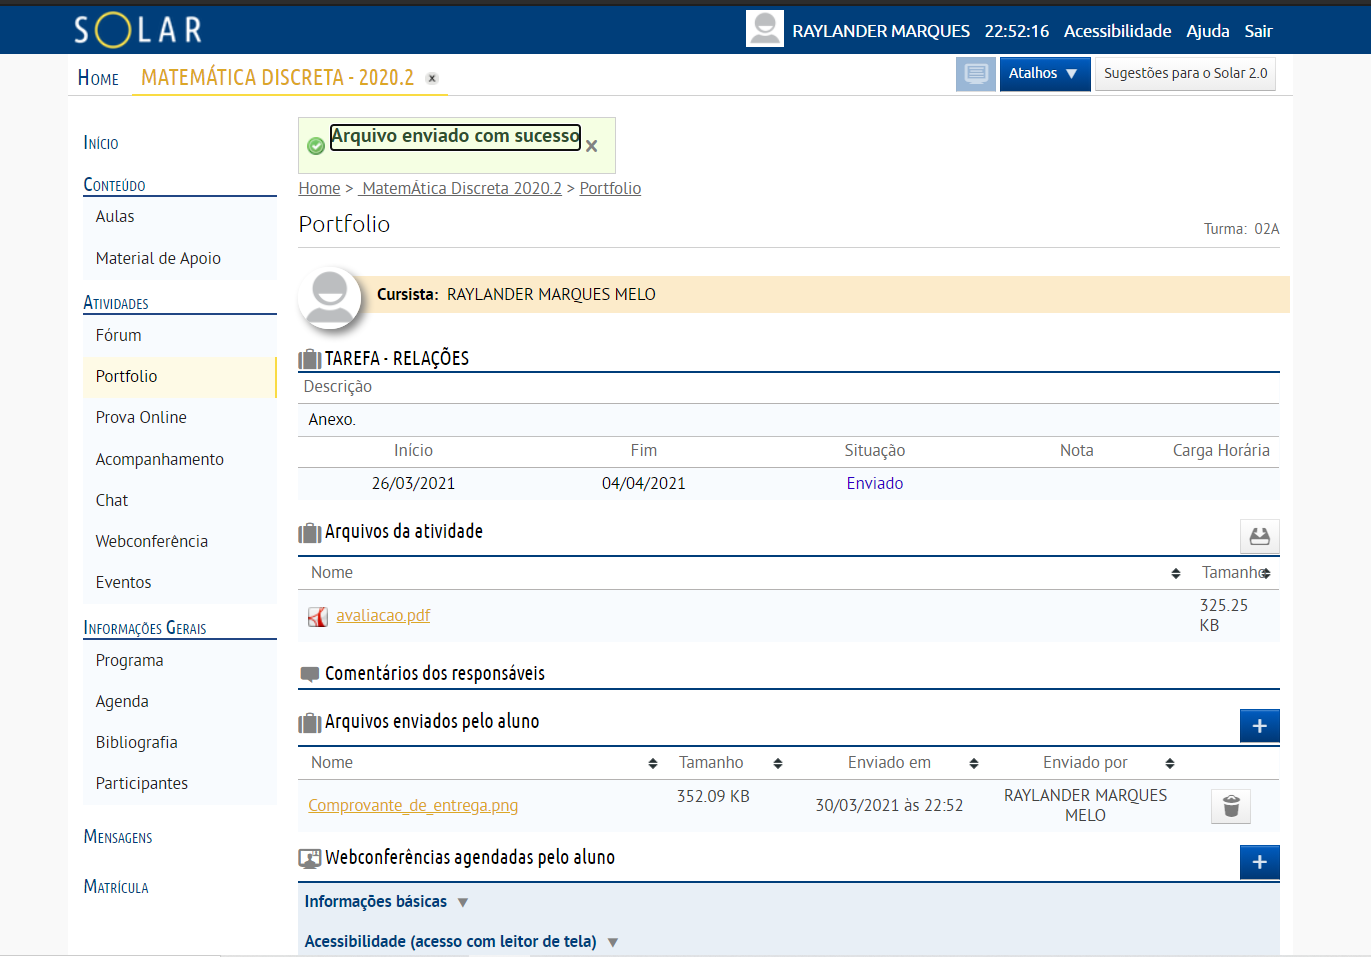 SOLAR
RAYLANDER MARQUES 22:52:16 Acessibilidade Ajuda Sair
Home MATEMÁTICA DISCRETA - 2020.2 x
Atalhos ▼ Sugestões para o Solar 2.0
Início
Conteúdo
Aulas
Material de Apoio
Atividades
Fórum
Portfolio
Prova Online
Acompanhamento
Chat
Webconferência
Eventos
Informações Gerais
Programa
Agenda
Bibliografia
Participantes
Mensagens
Matrícula
Arquivo enviado com sucesso ×
Home > MatemÁtica Discreta 2020.2 > Portfolio
Portfolio
Turma: 02A
Cursista: RAYLANDER MARQUES MELO
TAREFA - RELAÇÕES
Descrição
Anexo.
Início Fim Situação Nota Carga Horária
26/03/2021 04/04/2021 Enviado
Arquivos da atividade
Nome Tamanho
avaliacao.pdf 325.25
KB
Comentários dos responsáveis
Arquivos enviados pelo aluno +
Nome Tamanho Enviado em Enviado por
Comprovante_de_entrega.png 352.09 KB 30/03/2021 às 22:52 RAYLANDER MARQUES
MELO
Webconferências agendadas pelo aluno +
Informações básicas ▼
Acessibilidade (acesso com leitor de tela) ▼